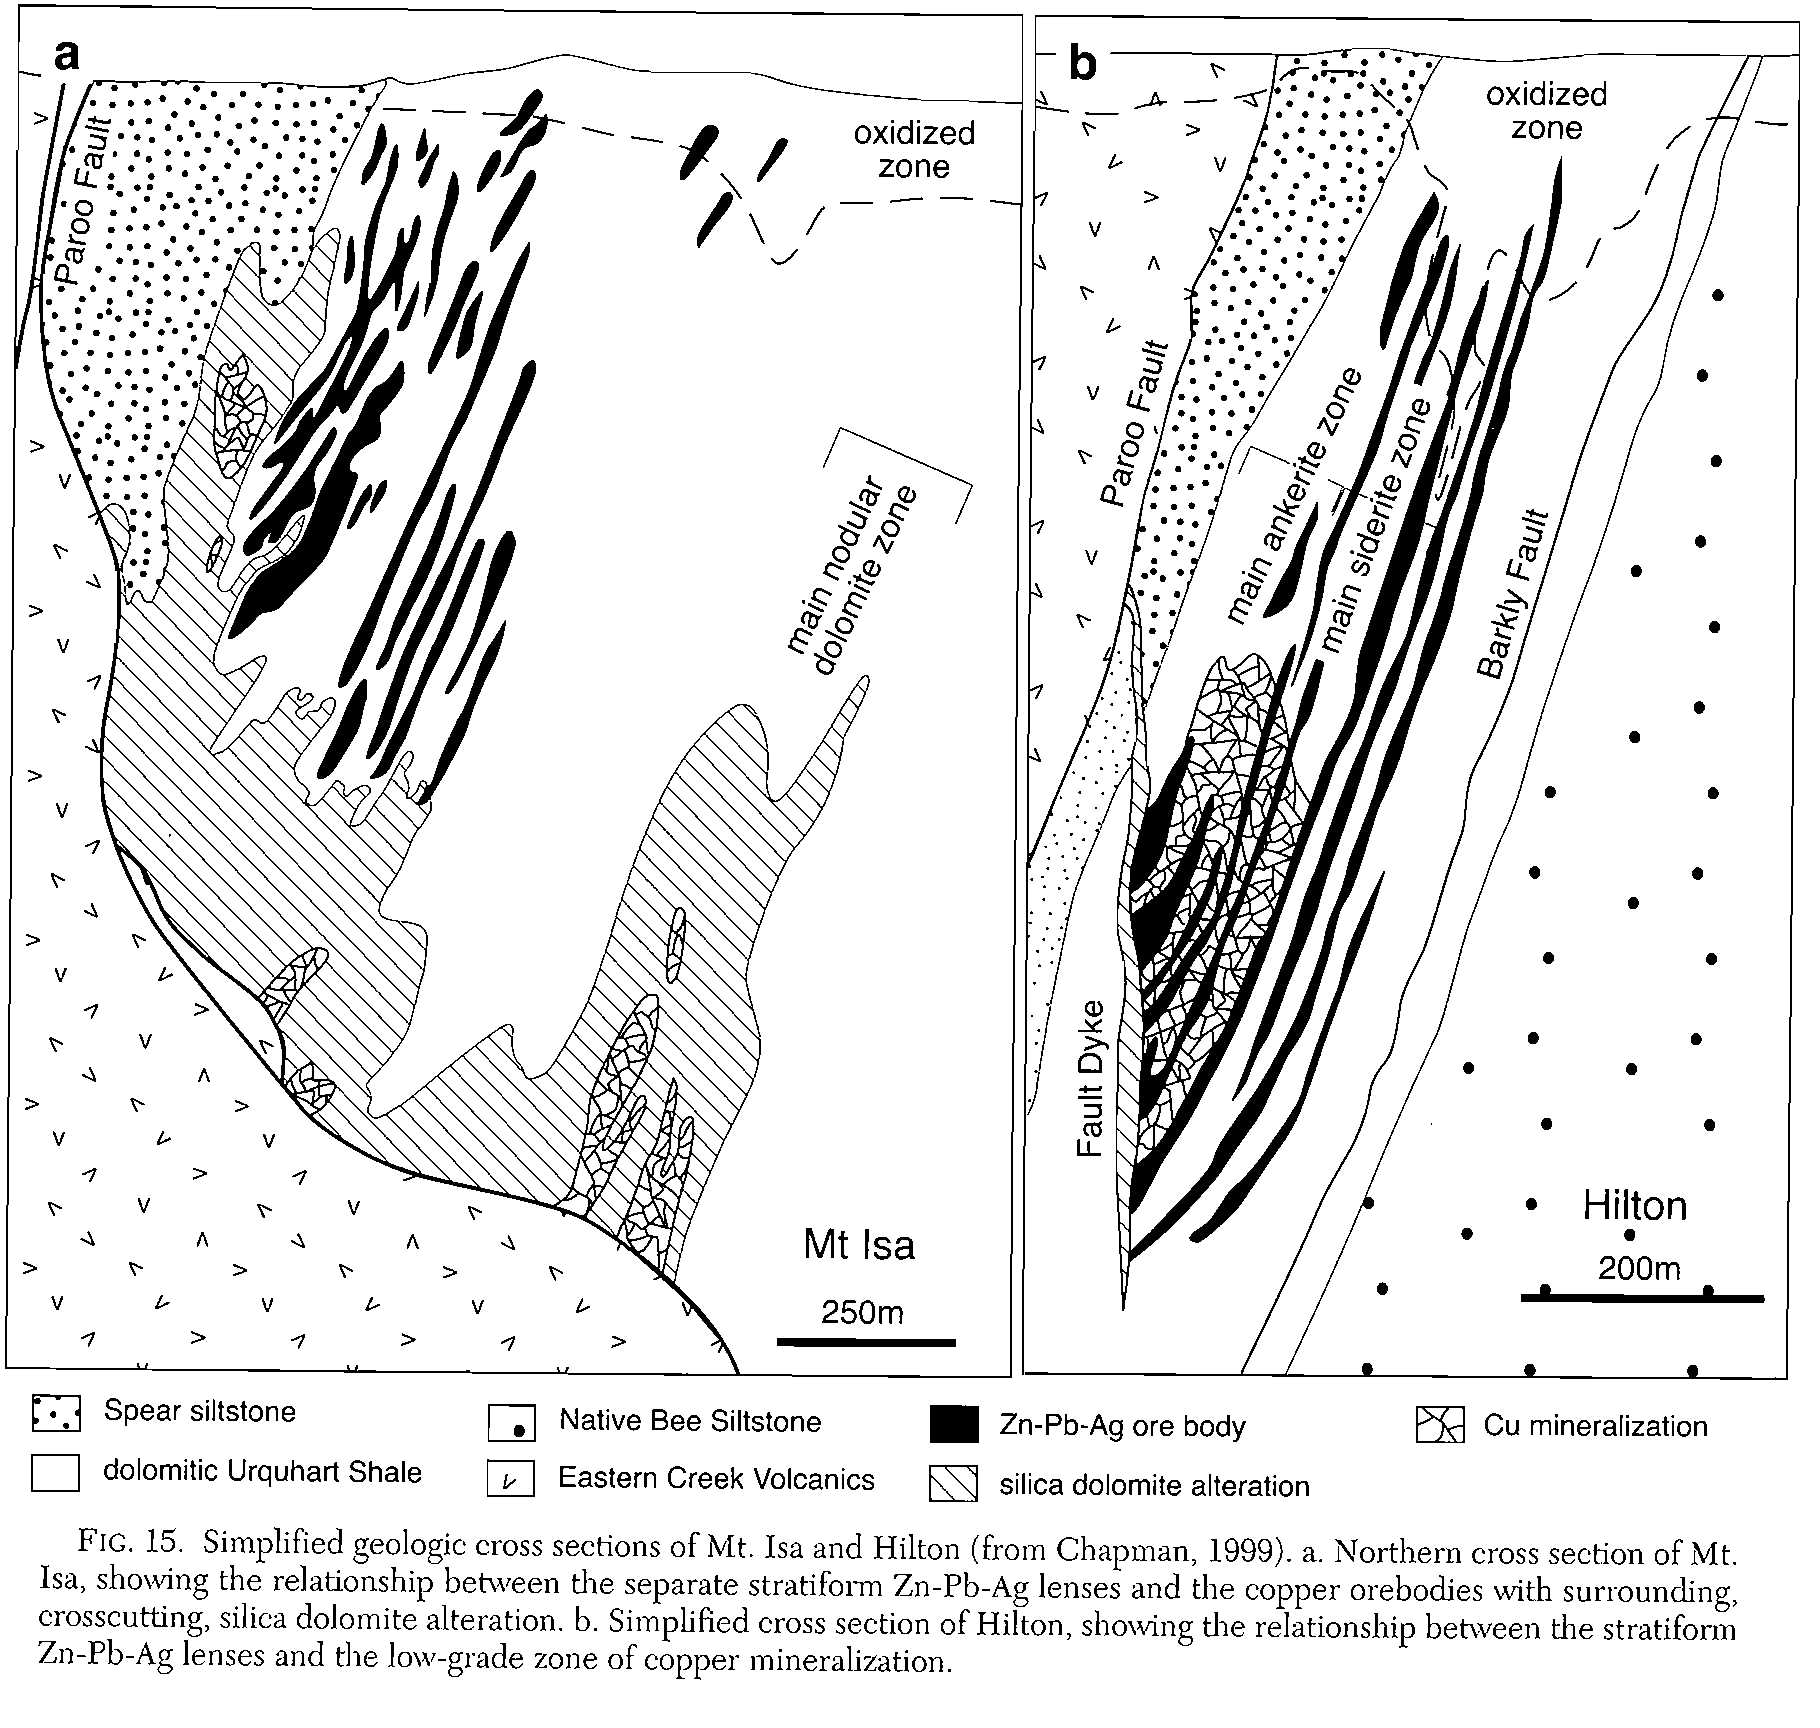 a
Paroo Fault
oxidized
zone
main nodular
dolomite zone
Mt Isa
250m
b
oxidized
zone
Paroo Fault
main ankerite zone
main siderite zone
Barkly Fault
Fault Dyke
Hilton
200m
Spear siltstone
Native Bee Siltstone
Zn-Pb-Ag ore body
Cu mineralization
dolomitic Urquhart Shale
Eastern Creek Volcanics
silica dolomite alteration
FIG. 15. Simplified geologic cross sections of Mt. Isa and Hilton (from Chapman, 1999). a. Northern cross section of Mt.
Isa, showing the relationship between the separate stratiform Zn-Pb-Ag lenses and the copper orebodies with surrounding,
crosscutting, silica dolomite alteration. b. Simplified cross section of Hilton, showing the relationship between the stratiform
Zn-Pb-Ag lenses and the low-grade zone of copper mineralization.